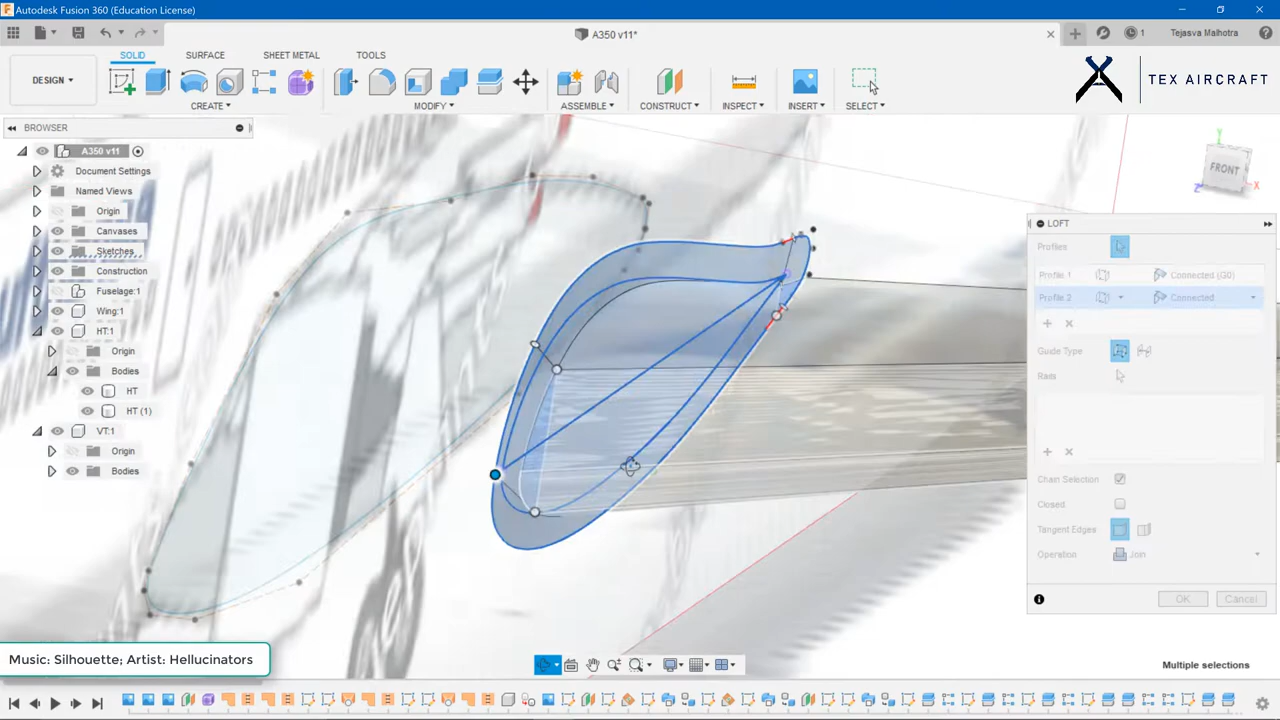 Autodesk Fusion 360 (Education License)
A350 v11*
1
Tejasva Malhotra
DESIGN
SOLID
SURFACE
SHEET METAL
TOOLS
CREATE
MODIFY
ASSEMBLE
CONSTRUCT
INSPECT
INSERT
SELECT
TEX AIRCRAFT
BROWSER
A350 v11
Document Settings
Named Views
Origin
Canvases
Sketches
Construction
Fuselage:1
Wing:1
HT:1
Origin
Bodies
HT
HT (1)
VT:1
Origin
Bodies
Y
FRONT
Z
X
LOFT
Profiles
Profile 1
Connected (G0)
Profile 2
Connected
Guide Type
Rails
Chain Selection
Closed
Tangent Edges
Operation
Join
OK
Cancel
Music: Silhouette; Artist: Hellucinators
Multiple selections